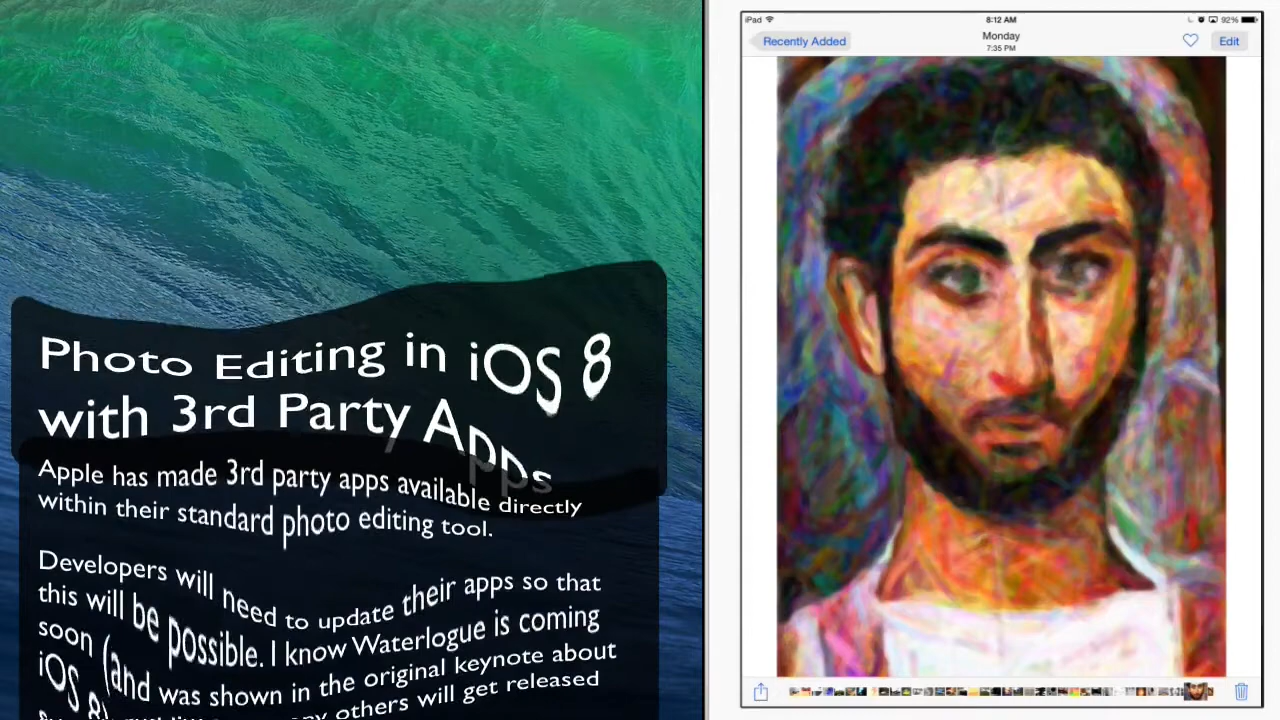 Photo Editing in iOS 8
with 3rd Party Apps
Apple has made 3rd party apps available directly
within their standard photo editing tool.
Developers will need to update their apps so that
this will be possible. I know Waterlogue is coming
soon (and was shown in the original keynote about
iOS 8)
others will get released
iPad
8:12 AM
92%
Recently Added
Monday
7:35 PM
Edit